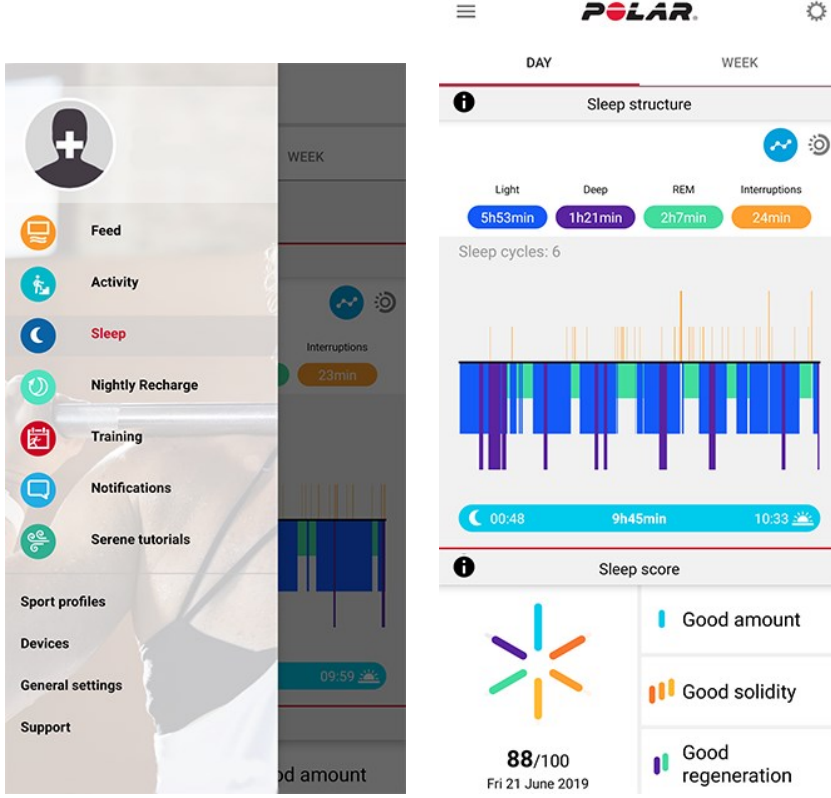 WEEK
Feed
Activity
Sleep
Interruptions
Nightly Recharge
23min
Training
Notifications
Serene tutorials
Sport profiles
Devices
General settings
09:59
Support
od amount
POLAR.
DAY WEEK
Sleep structure
Light Deep REM Interruptions
5h53min 1h21min 2h7min 24min
Sleep cycles: 6
00:48 9h45min 10:33
Sleep score
Good amount
Good solidity
88/100
Fri 21 June 2019
Good
regeneration